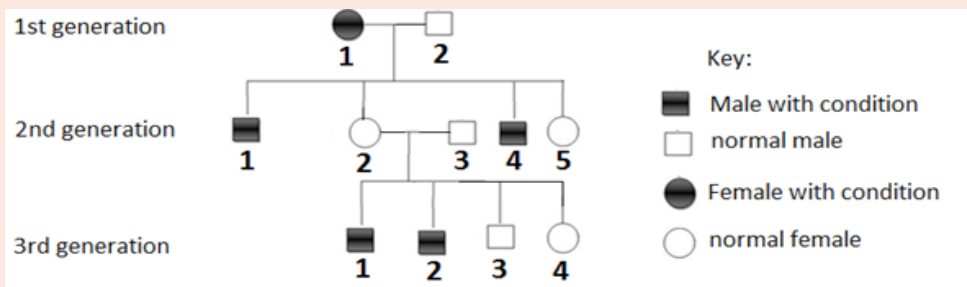 1st generation
1 2
Key:
Male with condition
2nd generation
normal male
1 2 3 4 5
Female with condition
normal female
3rd generation
1 2 3 4